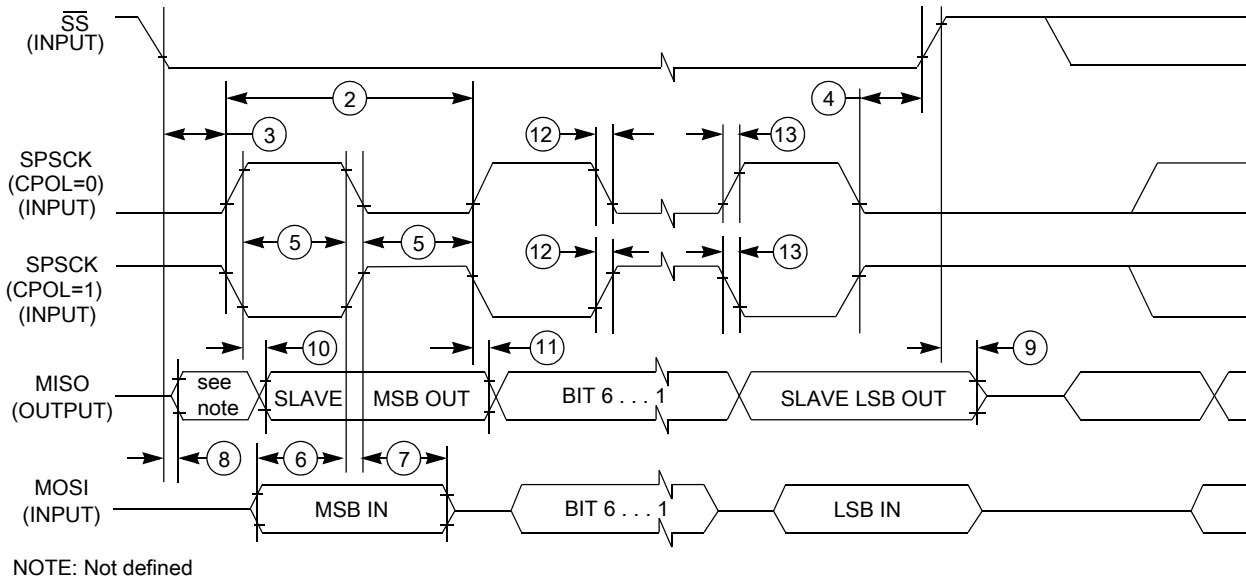 SS
(INPUT)
2
4
3
12
13
SPSCK
(CPOL=0)
(INPUT)
5
5
12
13
SPSCK
(CPOL=1)
(INPUT)
10
11
9
MISO
(OUTPUT)
see
note
SLAVE
MSB OUT
BIT 6 . . . 1
SLAVE LSB OUT
8
6
7
MOSI
(INPUT)
MSB IN
BIT 6 . . . 1
LSB IN
NOTE: Not defined